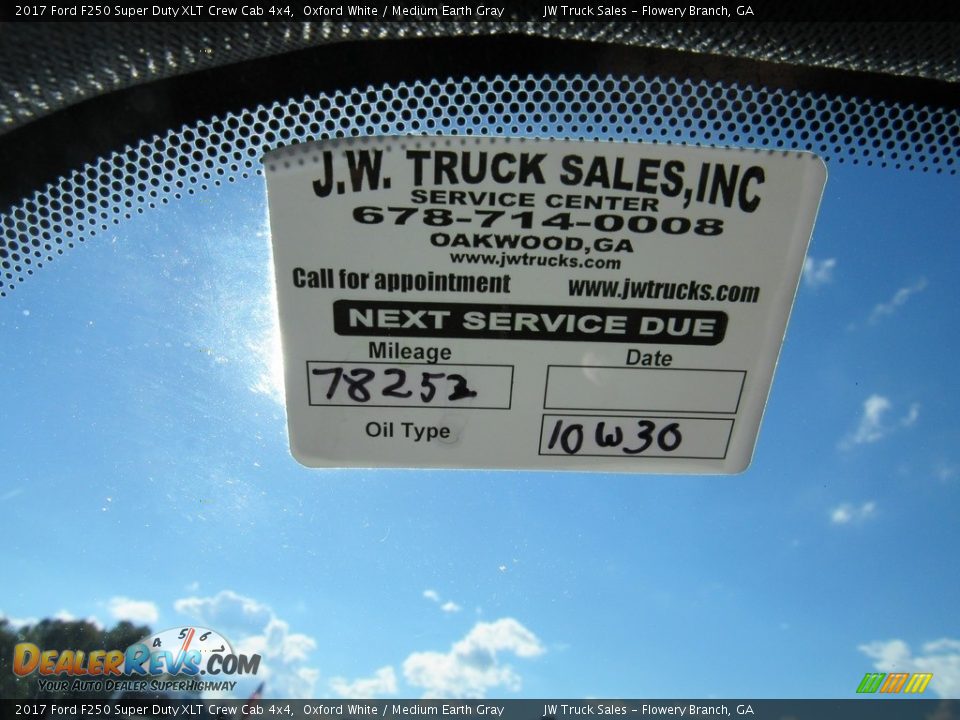 2017 Ford F250 Super Duty XLT Crew Cab 4x4, Oxford White / Medium Earth Gray JW Truck Sales - Flowery Branch, GA
J.W. TRUCK SALES,INC
SERVICE CENTER
678-714-0008
OAKWOOD,GA
www.jwtrucks.com
Call for appointment www.jwtrucks.com
NEXT SERVICE DUE
Mileage Date
78252
Oil Type 10W30
4 5 6
DEALERREVS.COM
YOUR AUTO DEALER SUPERHIGHWAY
2017 Ford F250 Super Duty XLT Crew Cab 4x4, Oxford White / Medium Earth Gray JW Truck Sales - Flowery Branch, GA